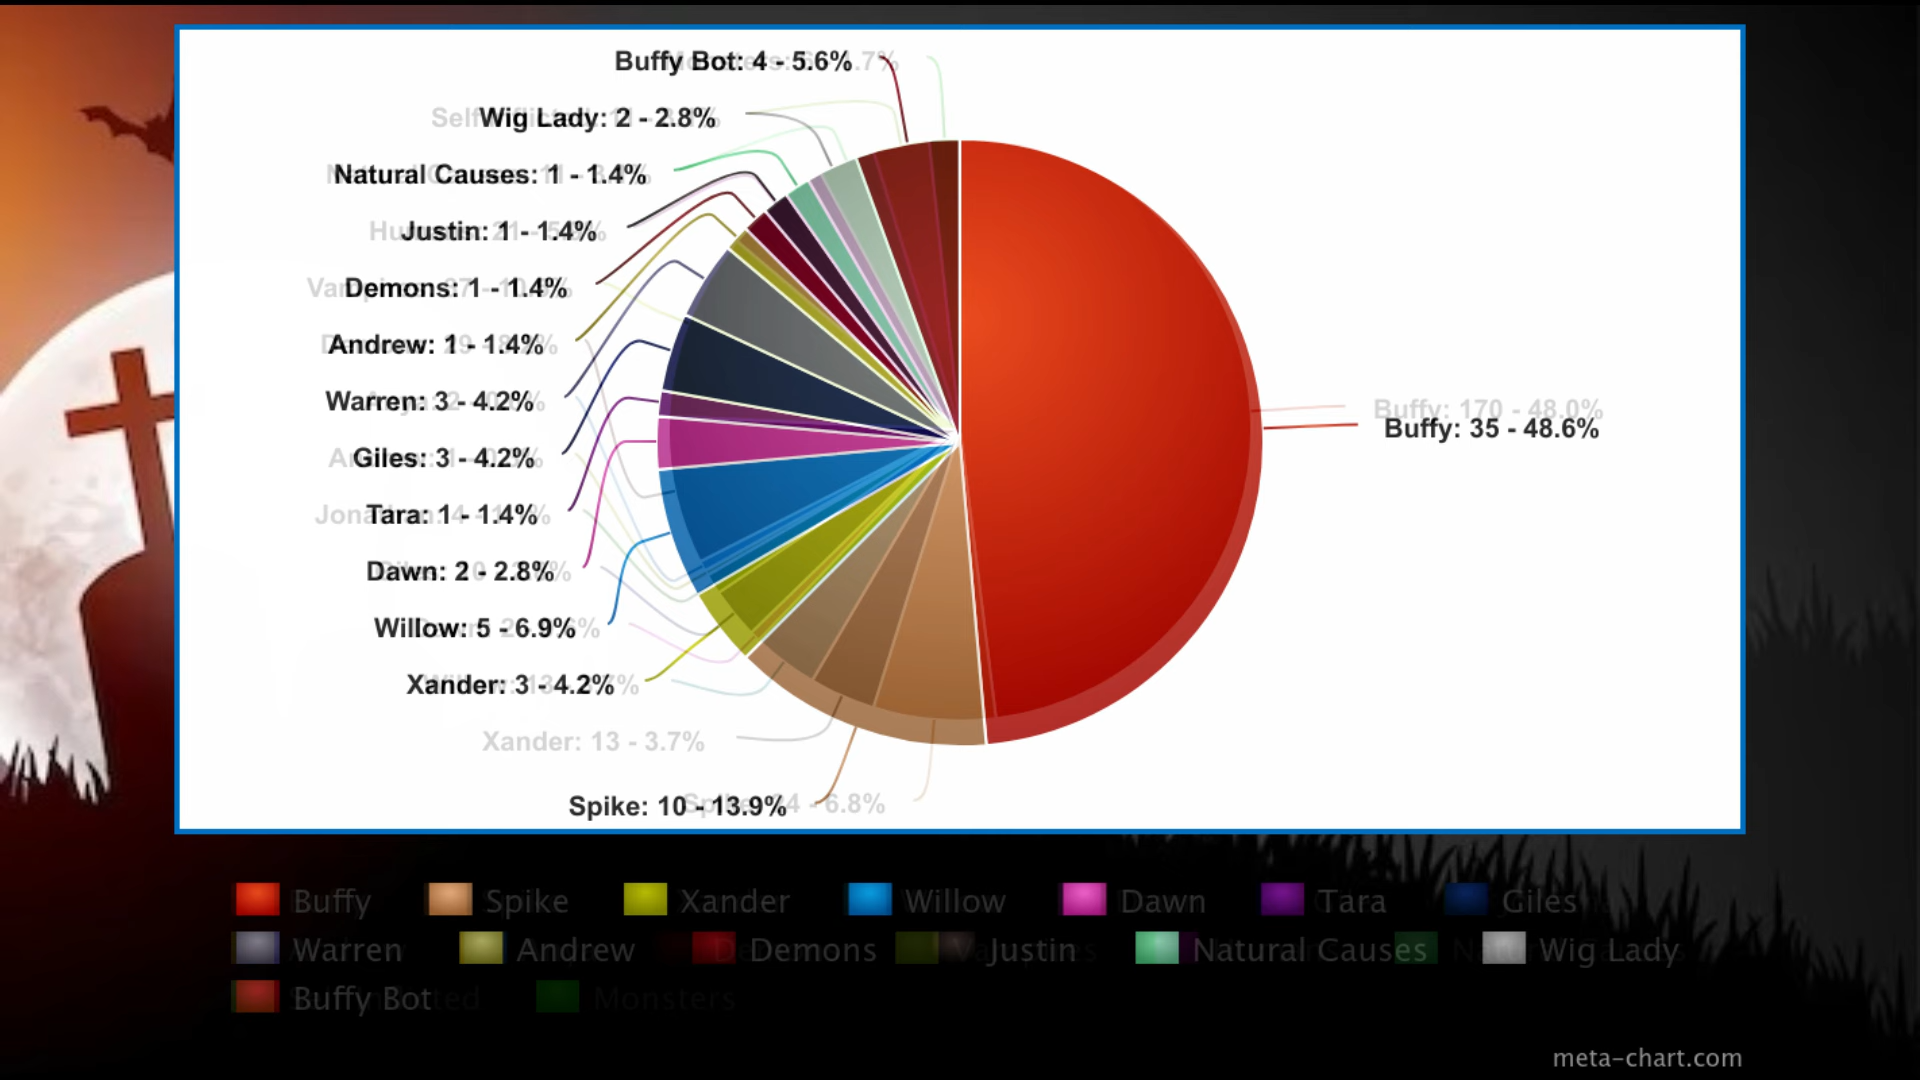 Buffy Bot: 4 - 5.6%
Wig Lady: 2 - 2.8%
Natural Causes: 1 - 1.4%
Justin: 1 - 1.4%
Demons: 1 - 1.4%
Andrew: 1 - 1.4%
Warren: 3 - 4.2%
Buffy: 170 - 48.0%
Buffy: 35 - 48.6%
Giles: 3 - 4.2%
Tara: 1 - 1.4%
Dawn: 2 - 2.8%
Willow: 5 - 6.9%
Xander: 3 - 4.2%
Xander: 13 - 3.7%
Spike: 10 - 13.9%
6.8%
Buffy Spike Xander Willow Dawn Tara Giles
Warren Andrew Demons Justin Natural Causes Wig Lady
Buffy Bot Monsters
meta-chart.com